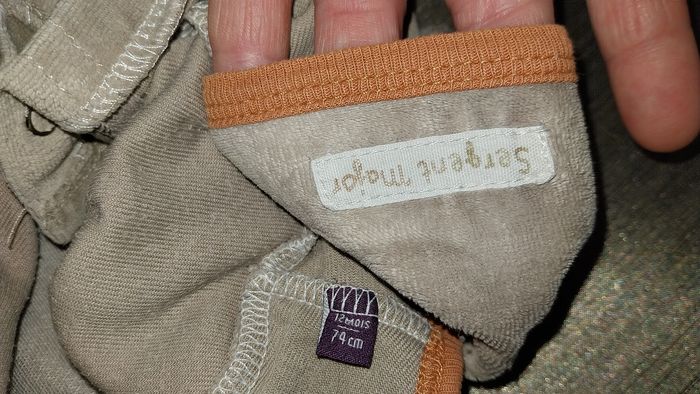 Sergent Major
12 MOIS
74 cm